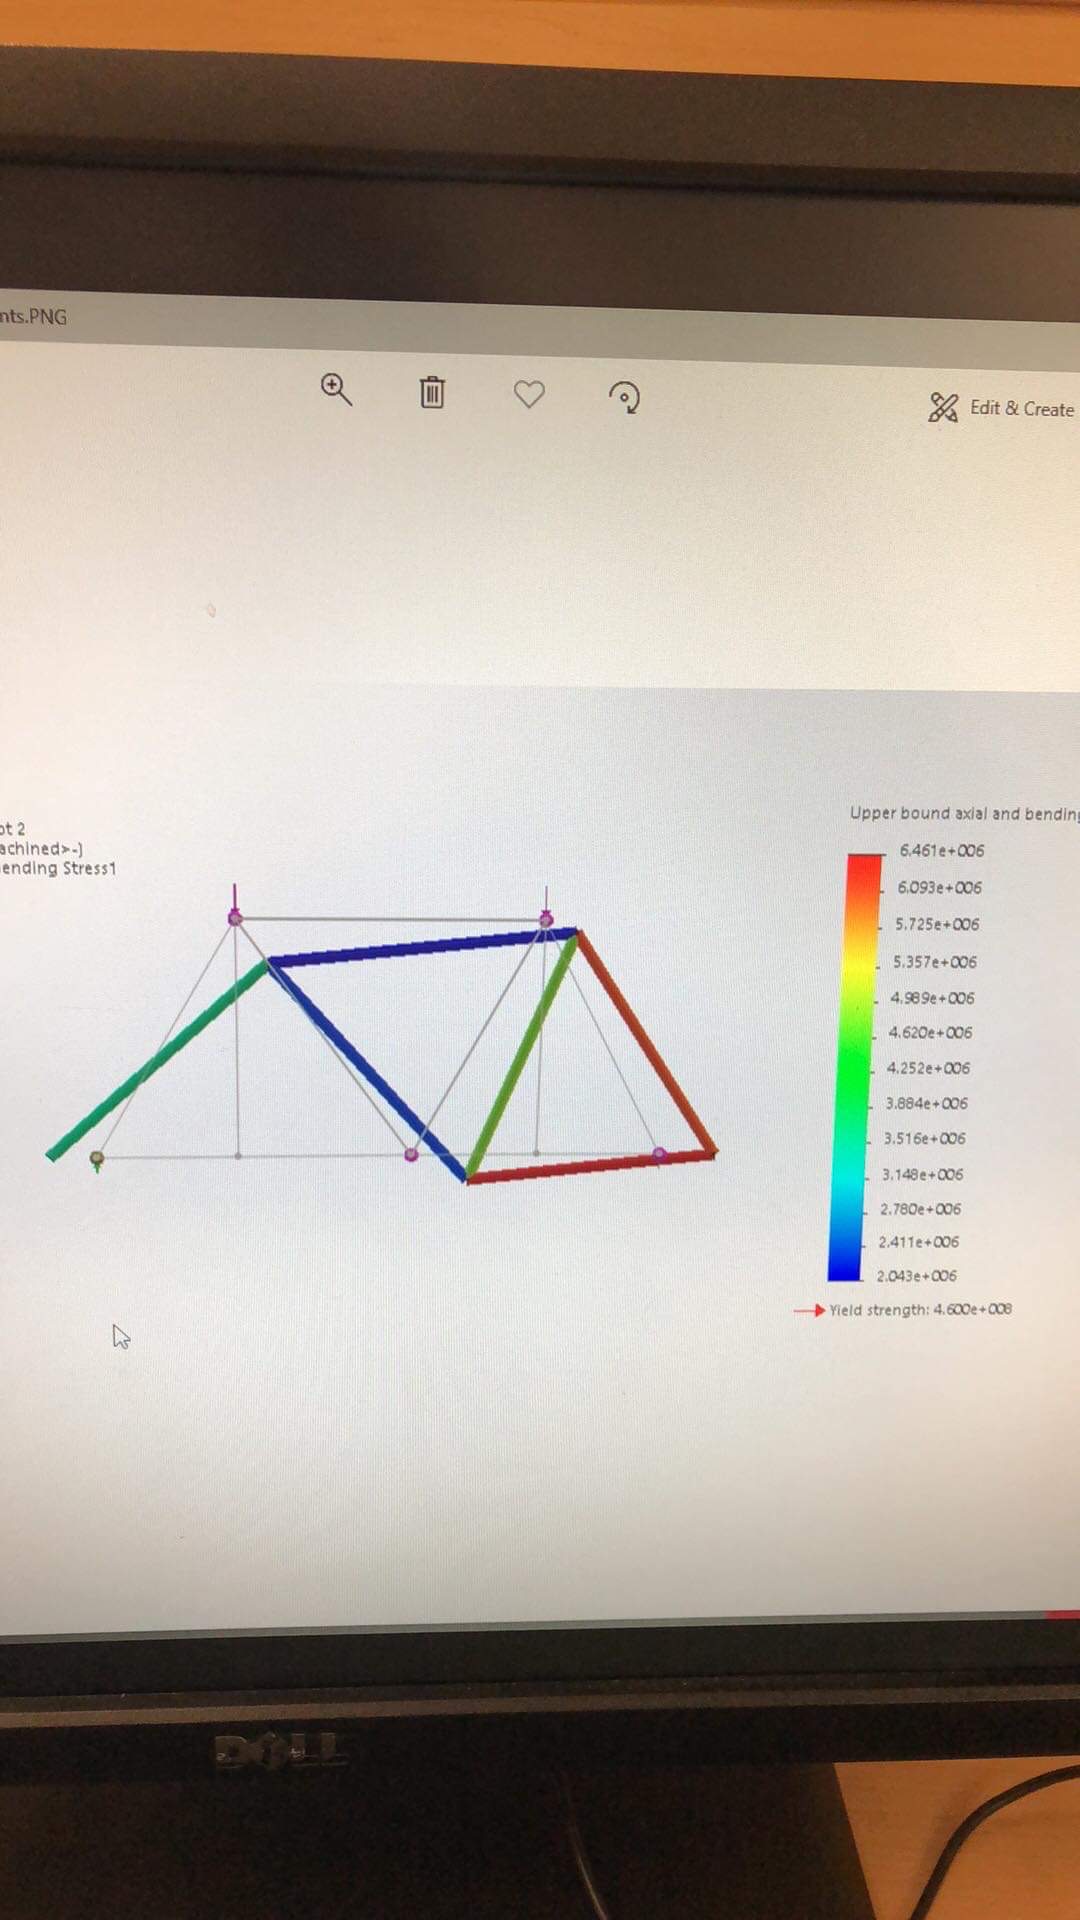 nts.PNG
Edit & Create
ot 2
achined>-)
ending Stress1
Upper bound axial and bending
6.461e+006
6.093e+006
5.725e+006
5.357e+006
4.989e+006
4.620e+006
4.252e+006
3.884e+006
3.516e+006
3.148e+006
2.780e+006
2.411e+006
2.043e+006
Yield strength: 4.600e+008
DELL